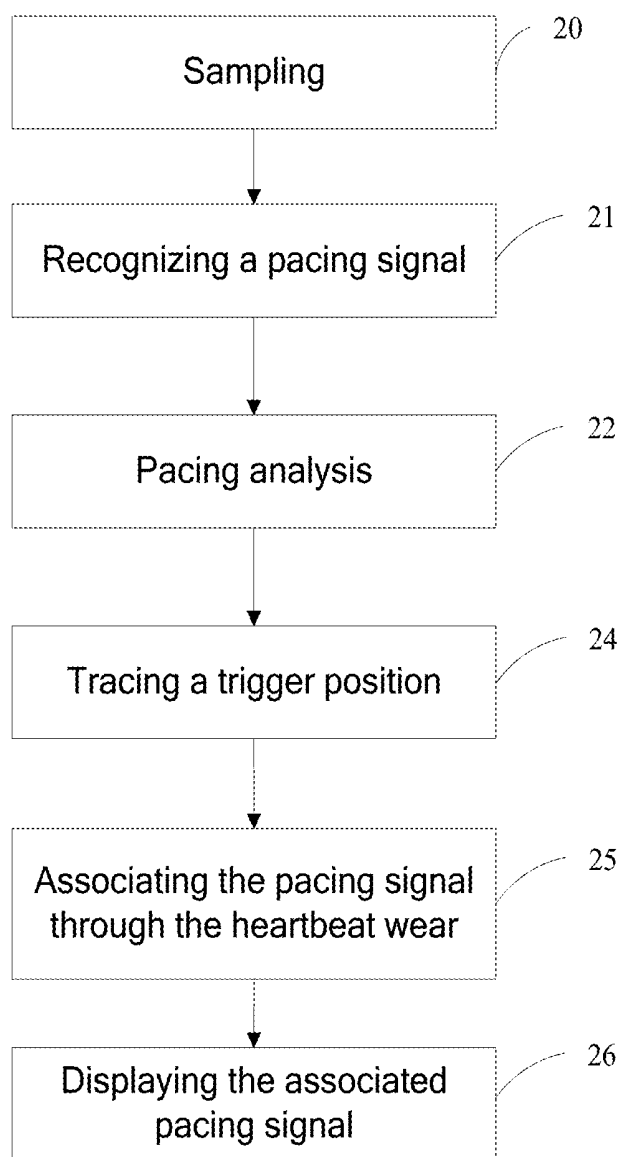 20
Sampling
21
Recognizing a pacing signal
22
Pacing analysis
24
Tracing a trigger position
25
Associating the pacing signal
through the heartbeat wear
26
Displaying the associated
pacing signal